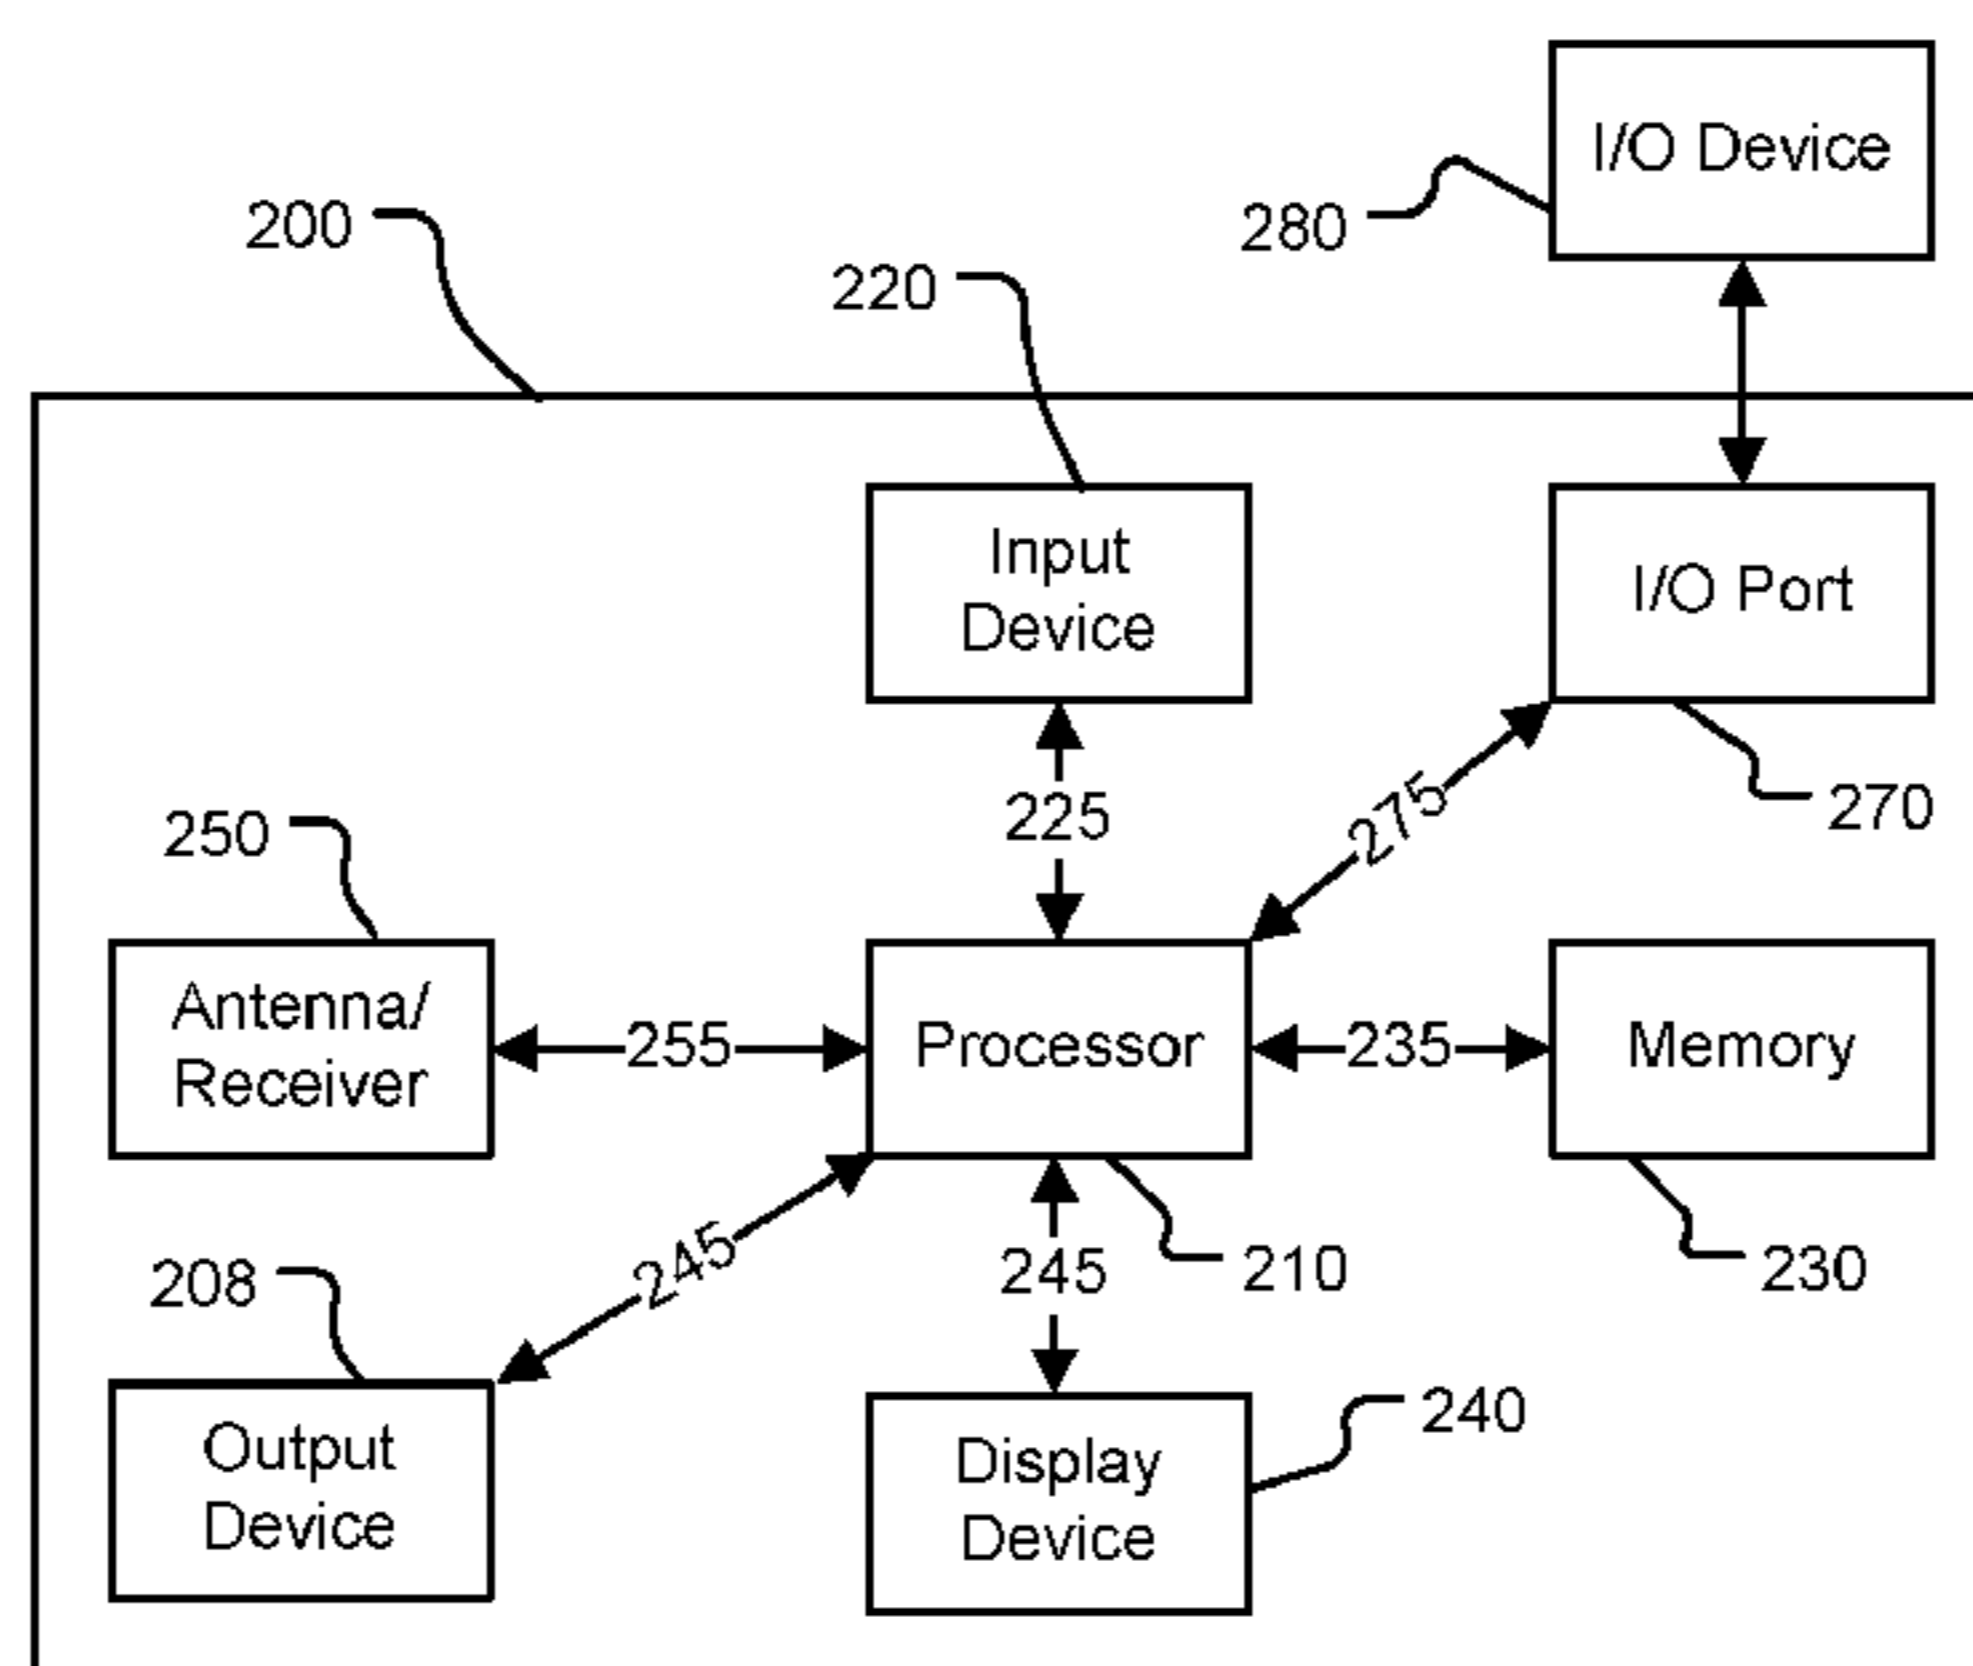 I/O Device
200
280
220
Input
Device
I/O Port
225
275
270
250
Antenna/
Receiver
255
Processor
235
Memory
245
208
245
210
230
Output
Device
Display
Device
240